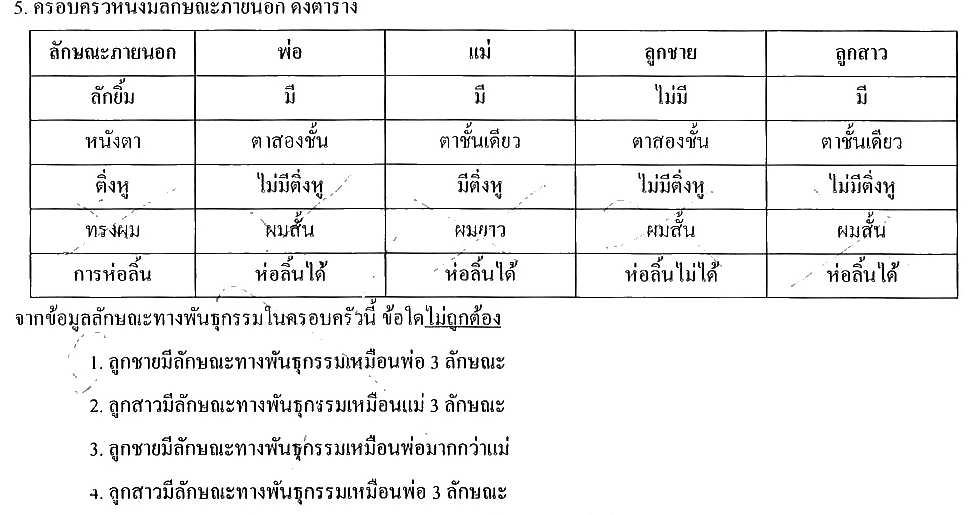 5. ครอบครัวหนึ่งมีลักษณะภายนอก ดังตาราง
ลักษณะภายนอก พ่อ แม่ ลูกชาย ลูกสาว
ลักยิ้ม มี มี ไม่มี มี
หนังตา ตาสองชั้น ตาชั้นเดียว ตาสองชั้น ตาชั้นเดียว
ติ่งหู ไม่มีติ่งหู มีติ่งหู ไม่มีติ่งหู ไม่มีติ่งหู
ทรงผม ผมสั้น ผมยาว ผมสั้น ผมสั้น
การห่อลิ้น ห่อลิ้นได้ ห่อลิ้นได้ ห่อลิ้นไม่ได้ ห่อลิ้นได้
จากข้อมูลลักษณะทางพันธุกรรมในครอบครัวนี้ ข้อใดไม่ถูกต้อง
1. ลูกชายมีลักษณะทางพันธุกรรมเหมือนพ่อ 3 ลักษณะ
2. ลูกสาวมีลักษณะทางพันธุกรรมเหมือนแม่ 3 ลักษณะ
3. ลูกชายมีลักษณะทางพันธุกรรมเหมือนพ่อมากกว่าแม่
4. ลูกสาวมีลักษณะทางพันธุกรรมเหมือนพ่อ 3 ลักษณะ